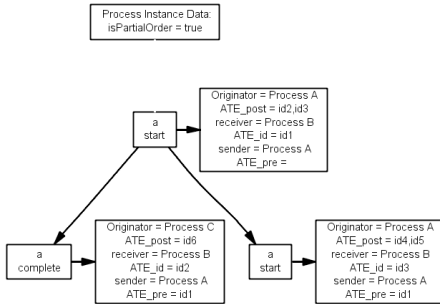 Process Instance Data:
isPartialOrder = true
a
start
Originator = Process A
ATE_post = id2,id3
receiver = Process B
ATE_id = id1
sender = Process A
ATE_pre =
a
complete
Originator = Process C
ATE_post = id6
receiver = Process B
ATE_id = id2
sender = Process A
ATE_pre = id1
a
start
Originator = Process A
ATE_post = id4,id5
receiver = Process B
ATE_id = id3
sender = Process A
ATE_pre = id1